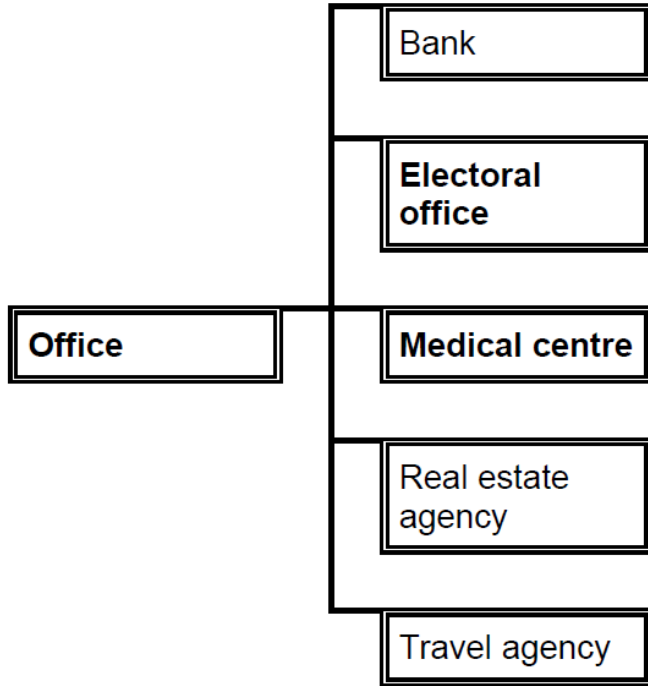 Bank
Electoral
office
Office
Medical centre
Real estate
agency
Travel agency